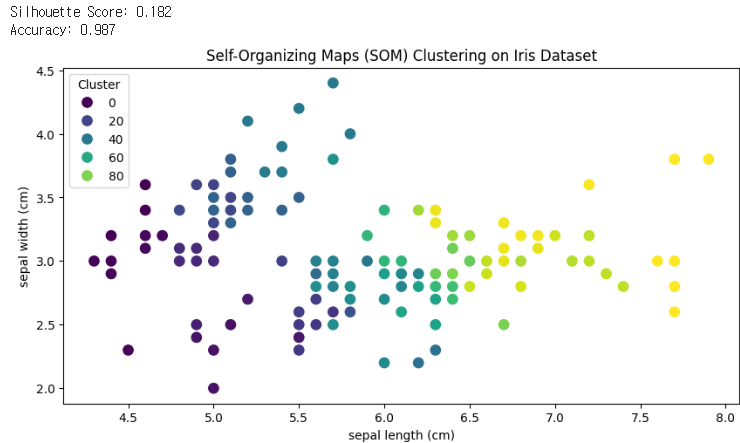 Silhouette Score: 0.182
Accuracy: 0.987
Self-Organizing Maps (SOM) Clustering on Iris Dataset
4.5
Cluster
0
20
40
60
80
4.0
3.5
3.0
2.5
2.0
sepal width (cm)
4.5 5.0 5.5 6.0 6.5 7.0 7.5 8.0
sepal length (cm)